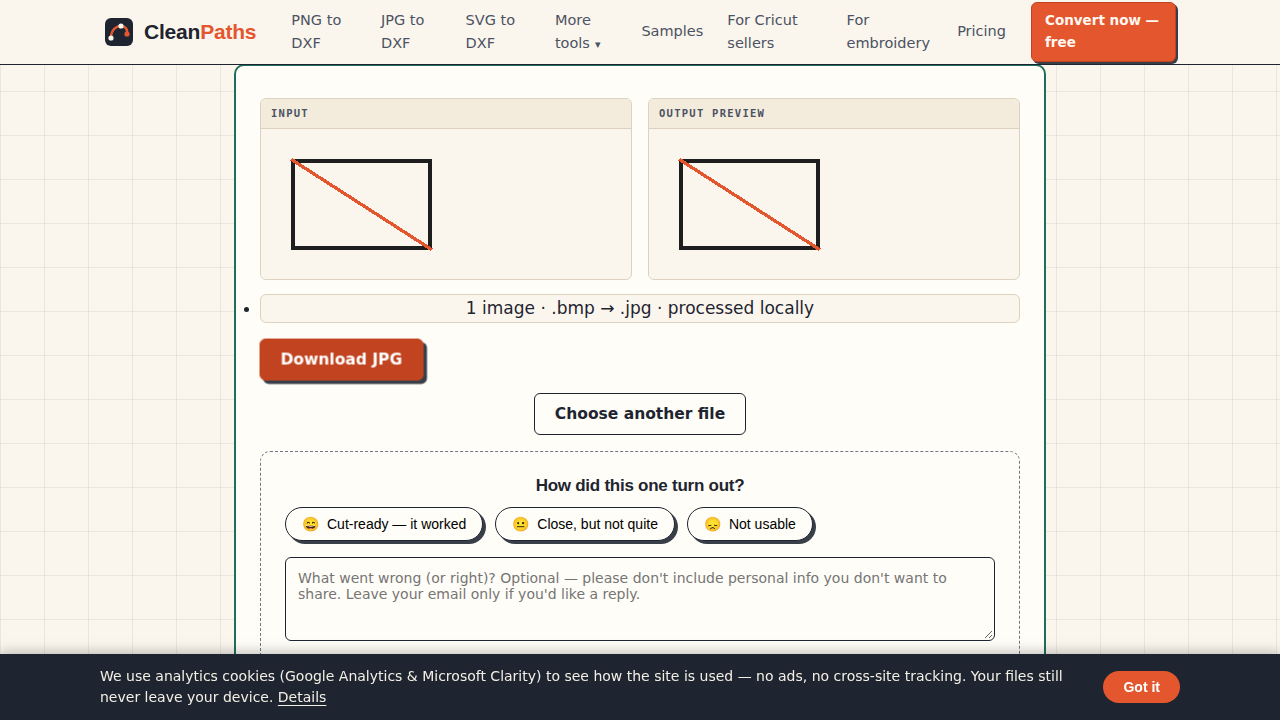 CleanPaths
PNG to DXF
JPG to DXF
SVG to DXF
More tools ▾
Samples
For Cricut sellers
For embroidery
Pricing
Convert now — free
INPUT
OUTPUT PREVIEW
1 image · .bmp → .jpg · processed locally
Download JPG
Choose another file
How did this one turn out?
😄 Cut-ready — it worked
😐 Close, but not quite
😞 Not usable
What went wrong (or right)? Optional — please don't include personal info you don't want to
share. Leave your email only if you'd like a reply.
We use analytics cookies (Google Analytics & Microsoft Clarity) to see how the site is used — no ads, no cross-site tracking. Your files still
never leave your device. Details
Got it